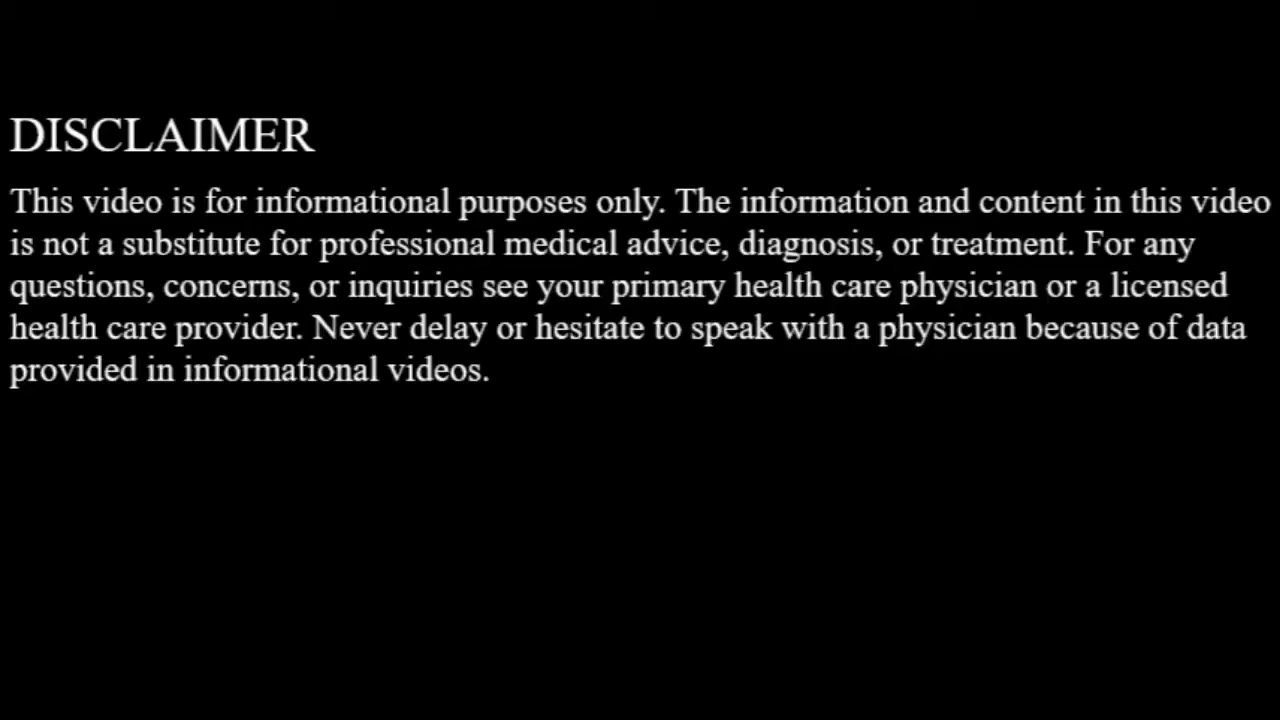 DISCLAIMER
This video is for informational purposes only. The information and content in this video
is not a substitute for professional medical advice, diagnosis, or treatment. For any
questions, concerns, or inquiries see your primary health care physician or a licensed
health care provider. Never delay or hesitate to speak with a physician because of data
provided in informational videos.